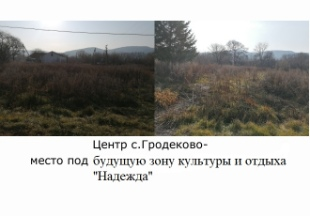 Центр с.Гродеково-
место под будущую зону культуры и отдыха
"Надежда"